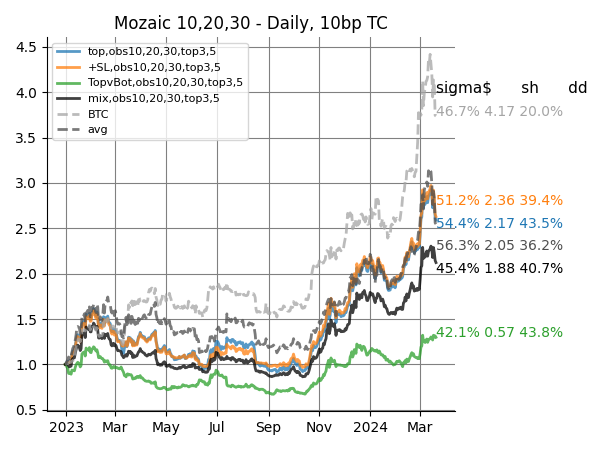 Mozaic 10,20,30 - Daily, 10bp TC
top,obs10,20,30,top3,5
+SL,obs10,20,30,top3,5
TopvBot,obs10,20,30,top3,5
mix,obs10,20,30,top3,5
BTC
avg
4.5
4.0
3.5
3.0
2.5
2.0
1.5
1.0
0.5
sigma$ sh dd
46.7% 4.17 20.0%
51.2% 2.36 39.4%
54.4% 2.17 43.5%
56.3% 2.05 36.2%
45.4% 1.88 40.7%
42.1% 0.57 43.8%
2023 Mar May Jul Sep Nov 2024 Mar